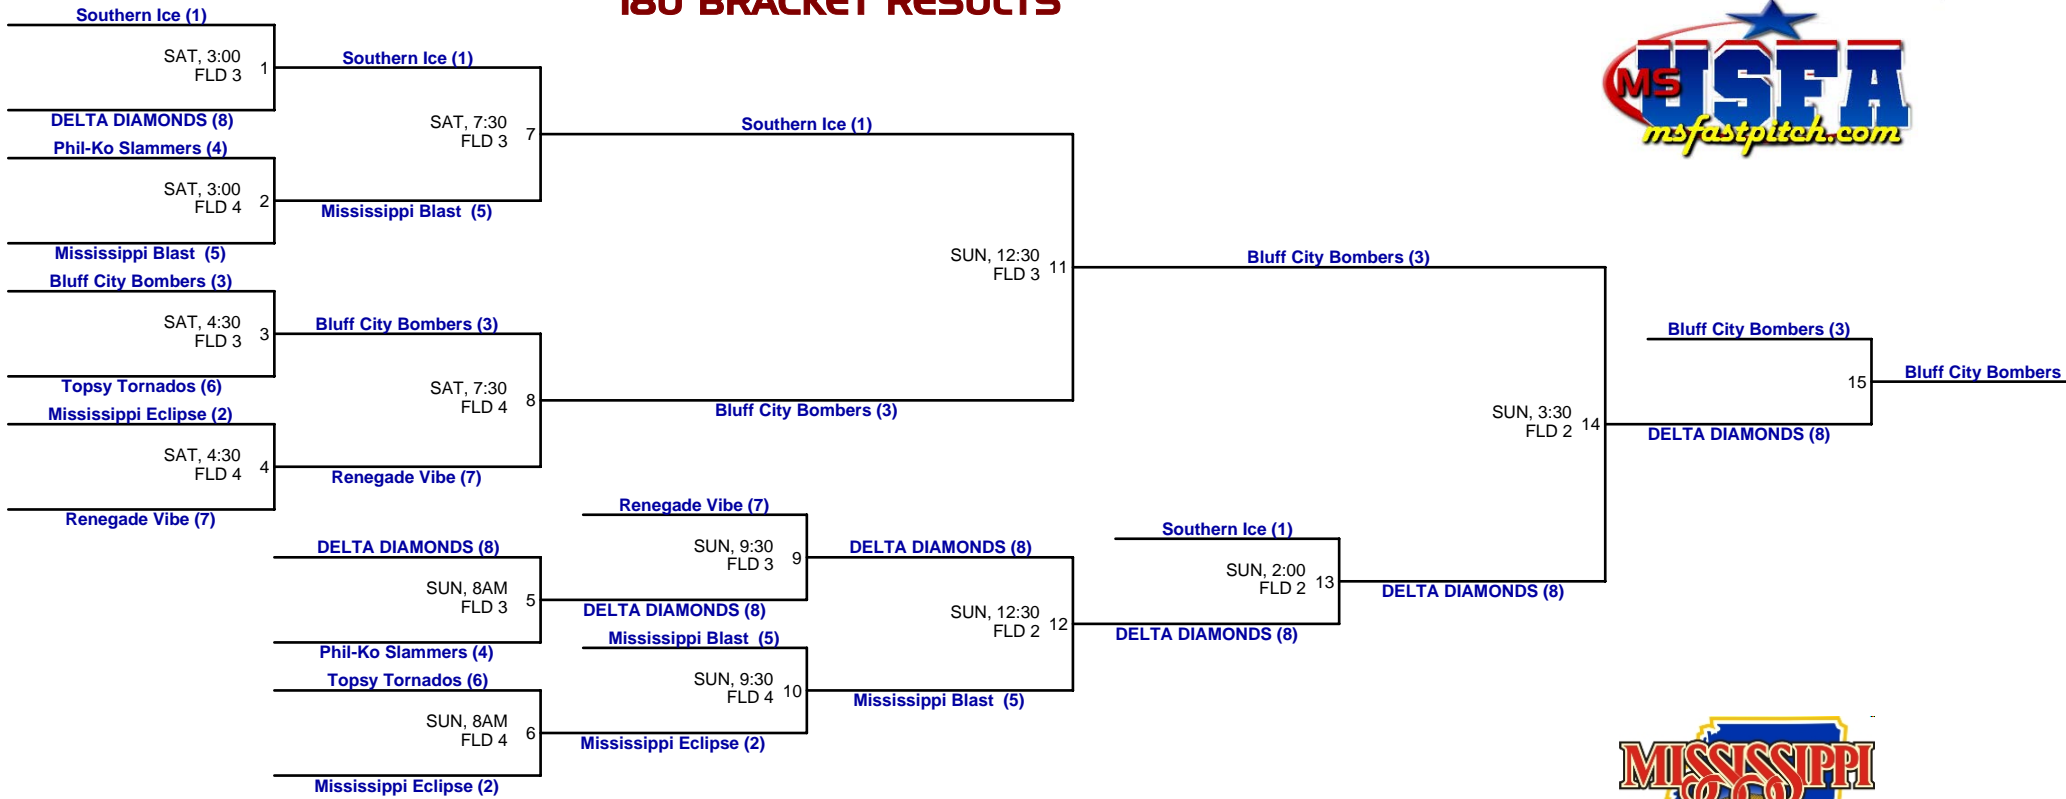 18U BRACKET RESULTS
MS USFA
msfastpitch.com
Southern Ice (1)
SAT, 3:00
FLD 3
1
DELTA DIAMONDS (8)
Phil-Ko Slammers (4)
SAT, 3:00
FLD 4
2
Mississippi Blast (5)
Bluff City Bombers (3)
SAT, 4:30
FLD 3
3
Topsy Tornados (6)
Mississippi Eclipse (2)
SAT, 4:30
FLD 4
4
Renegade Vibe (7)
Southern Ice (1)
SAT, 7:30
FLD 3
7
Mississippi Blast (5)
Bluff City Bombers (3)
SAT, 7:30
FLD 4
8
Renegade Vibe (7)
DELTA DIAMONDS (8)
SUN, 8AM
FLD 3
5
Phil-Ko Slammers (4)
Topsy Tornados (6)
SUN, 8AM
FLD 4
6
Mississippi Eclipse (2)
Southern Ice (1)
SUN, 12:30
FLD 3
11
Bluff City Bombers (3)
Renegade Vibe (7)
SUN, 9:30
FLD 3
9
DELTA DIAMONDS (8)
Mississippi Blast (5)
SUN, 9:30
FLD 4
10
Mississippi Eclipse (2)
DELTA DIAMONDS (8)
SUN, 12:30
FLD 2
12
Mississippi Blast (5)
Southern Ice (1)
SUN, 2:00
FLD 2
13
DELTA DIAMONDS (8)
Bluff City Bombers (3)
SUN, 3:30
FLD 2
14
DELTA DIAMONDS (8)
Bluff City Bombers (3)
15
DELTA DIAMONDS (8)
Bluff City Bombers
MISSISSIPPI